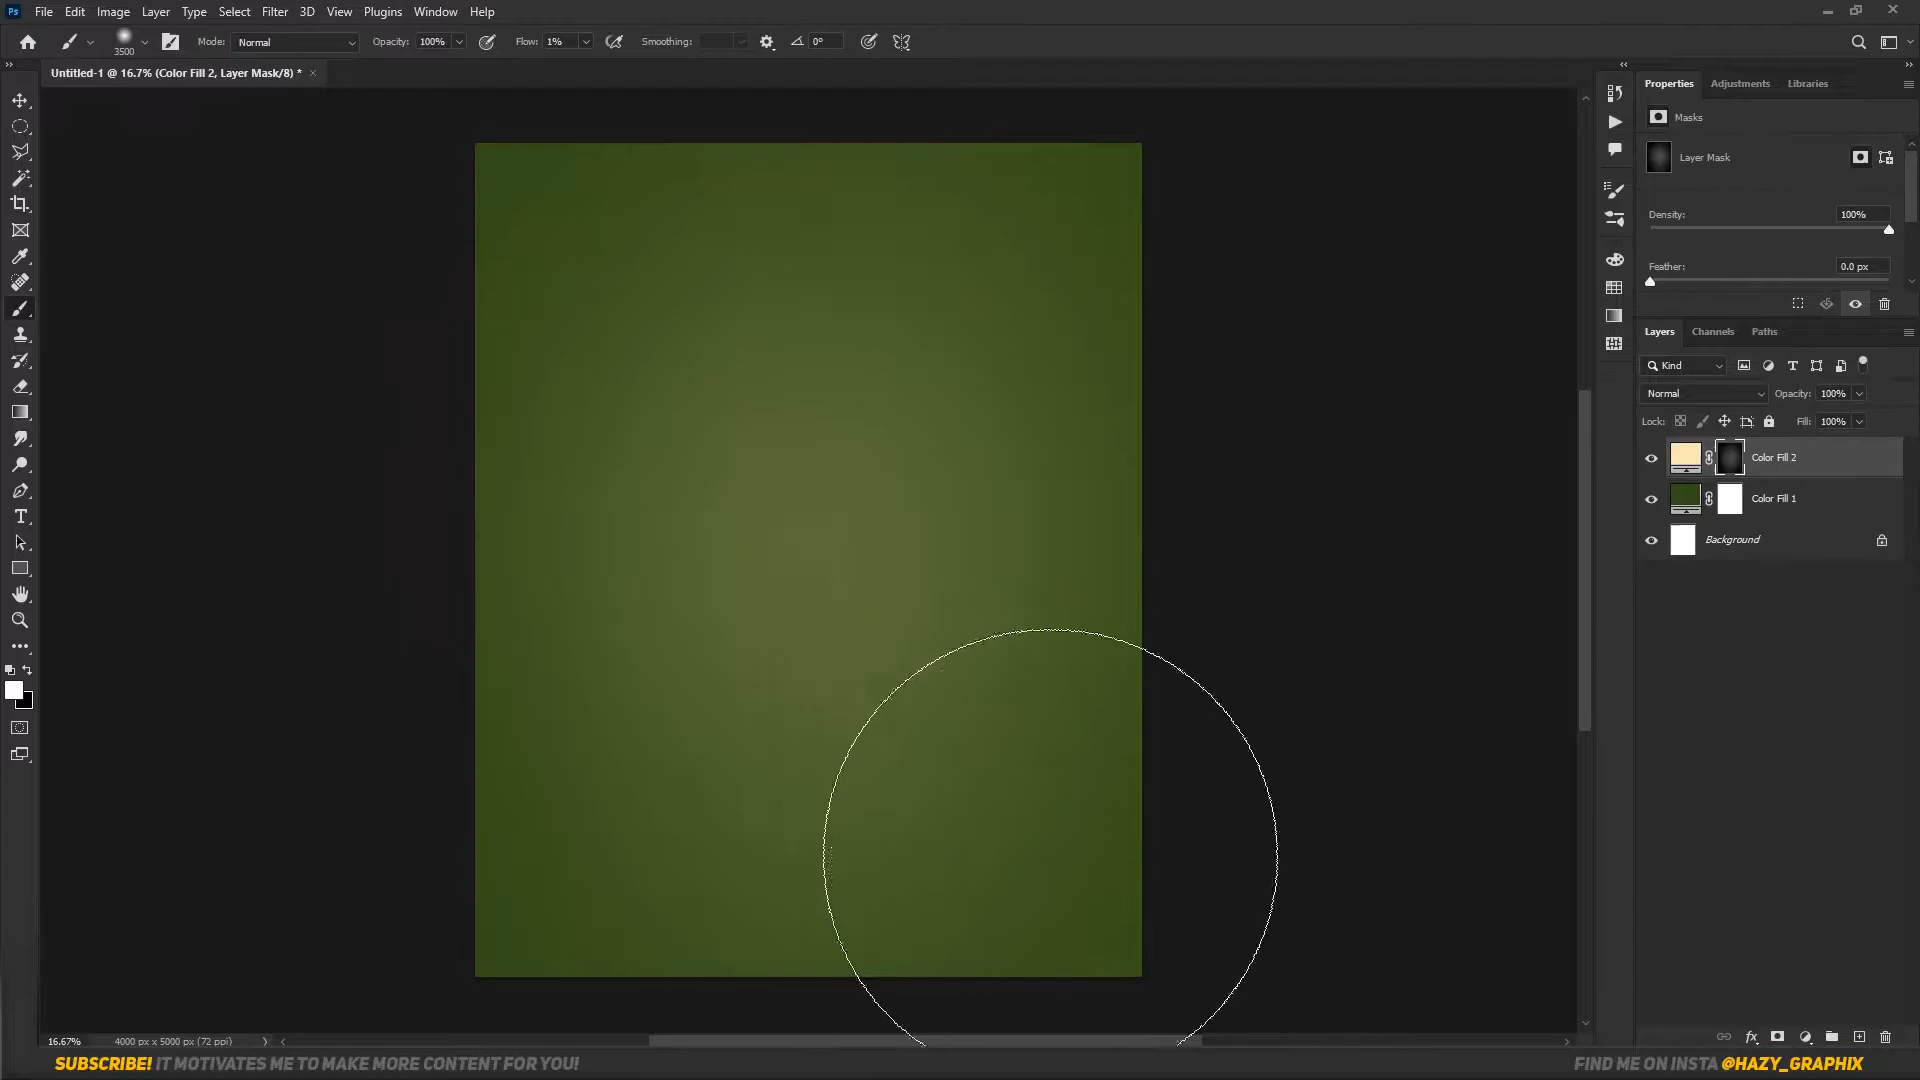 Ps File Edit Image Layer Type Select Filter 3D View Plugins Window Help
3500 Mode: Normal Opacity: 100% Flow: 1% Smoothing: 0°
Untitled-1 @ 16.7% (Color Fill 2, Layer Mask/8) *
Properties Adjustments Libraries
Masks
Layer Mask
Density: 100%
Feather: 0.0 px
Layers Channels Paths
Kind
Normal Opacity: 100%
Lock: Fill: 100%
Color Fill 2
Color Fill 1
Background
16.67% 4000 px x 5000 px (72 ppi)
SUBSCRIBE! IT MOTIVATES ME TO MAKE MORE CONTENT FOR YOU!
FIND ME ON INSTA @HAZY_GRAPHIX